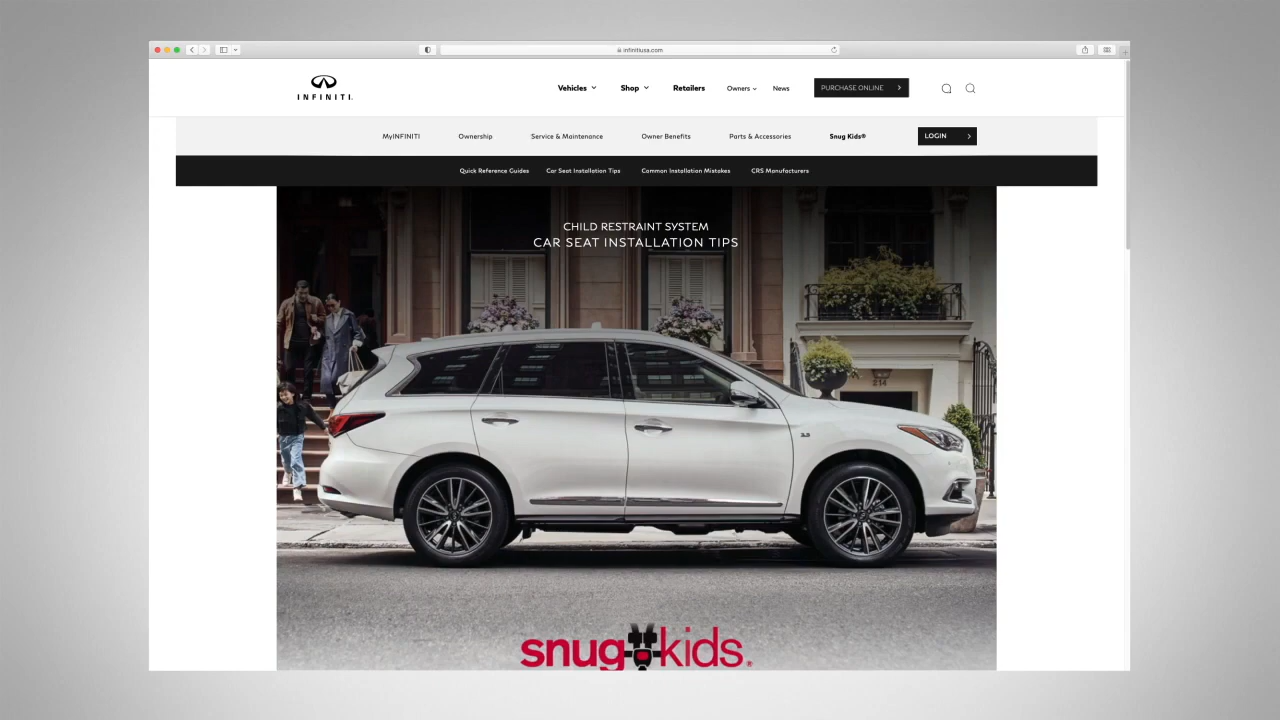 infinitiusa.com
INFINITI.
Vehicles Shop Retailers Owners News PURCHASE ONLINE
MyINFINITI Ownership Service & Maintenance Owner Benefits Parts & Accessories Snug Kids® LOGIN
Quick Reference Guides Car Seat Installation Tips Common Installation Mistakes CRS Manufacturers
CHILD RESTRAINT SYSTEM
CAR SEAT INSTALLATION TIPS
214
snugkids®